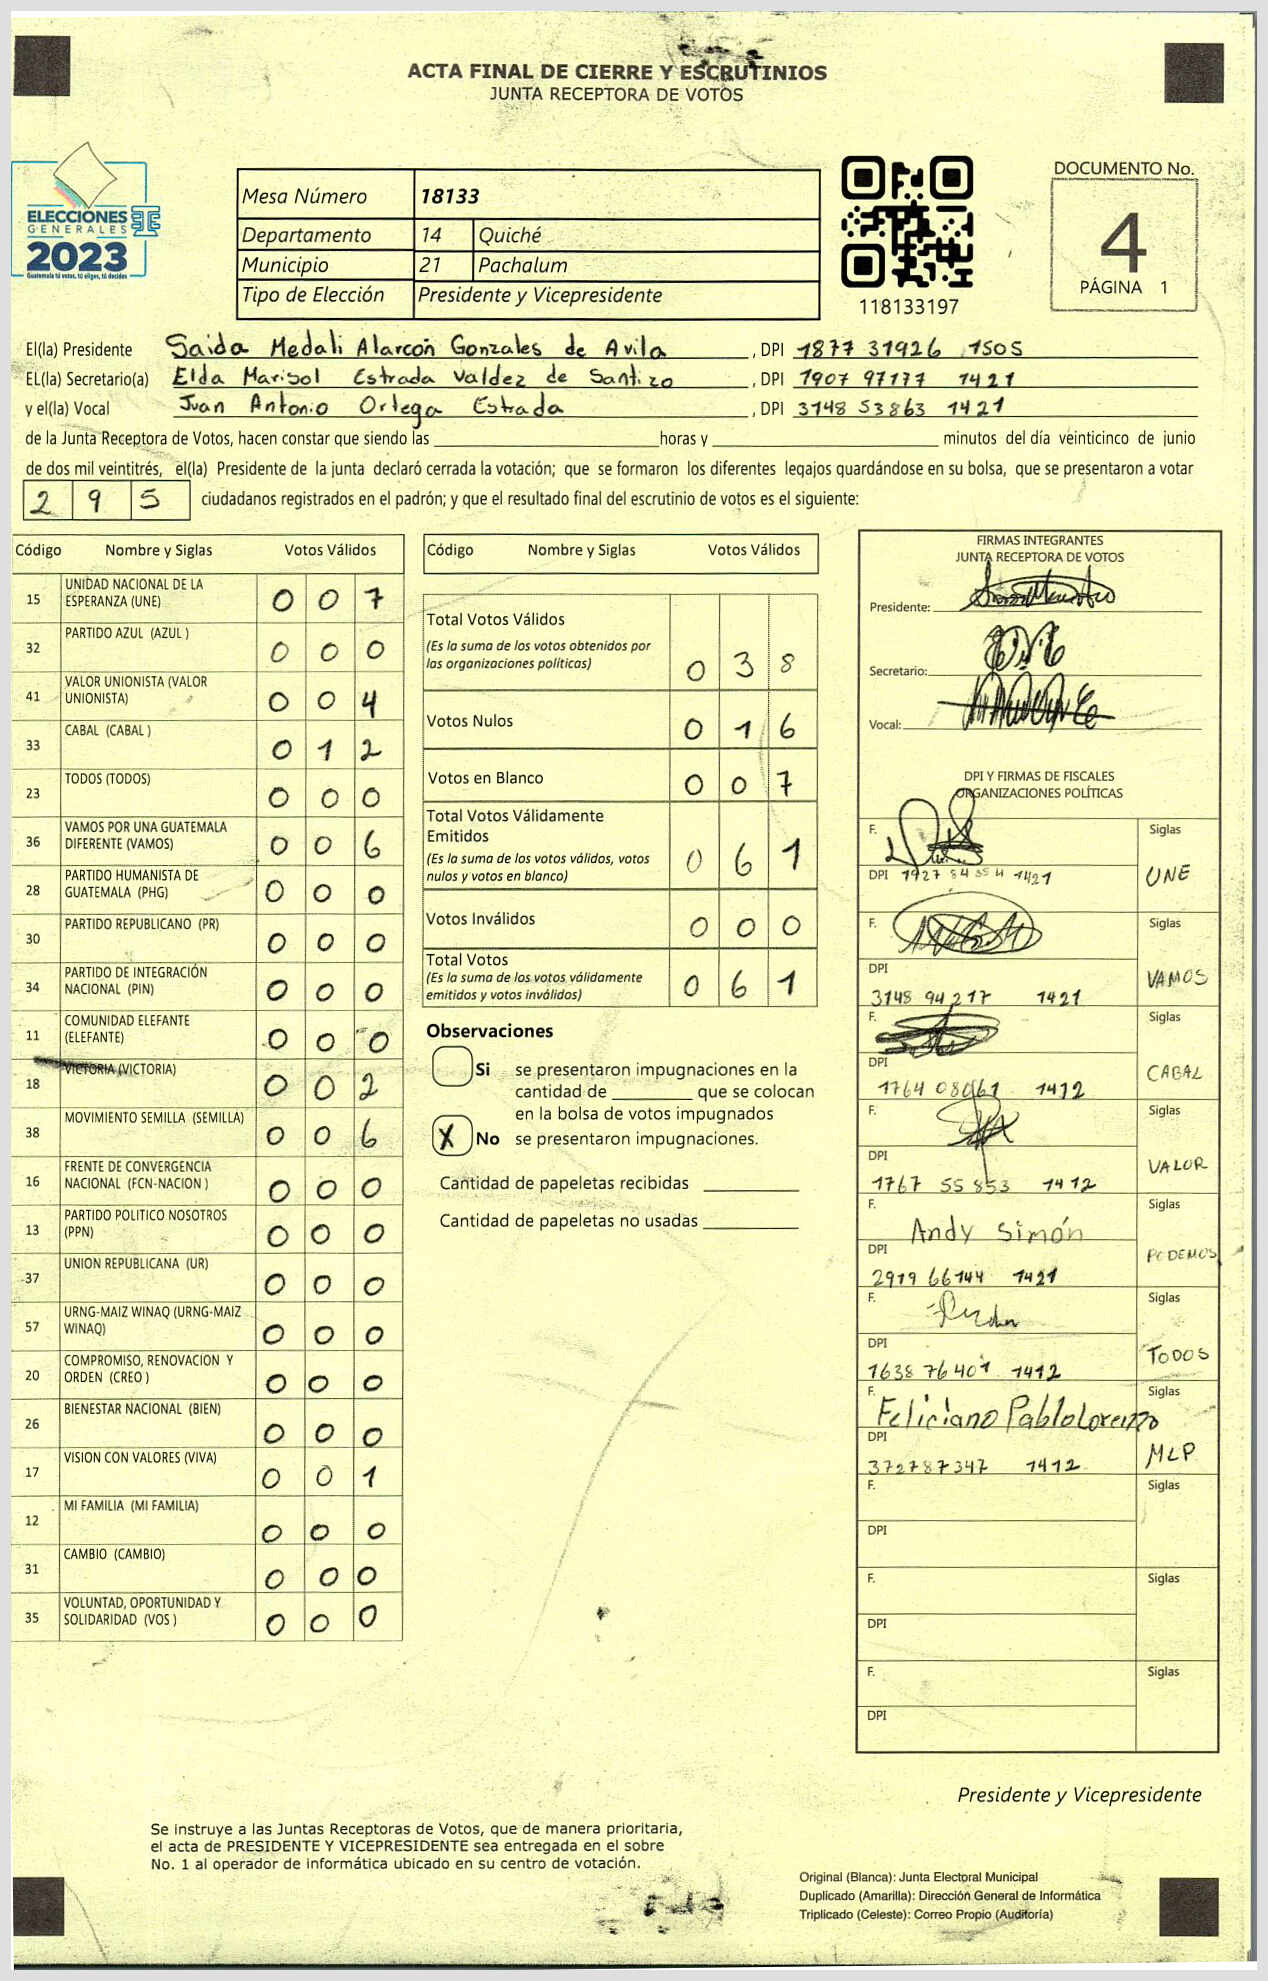 ACTA FINAL DE CIERRE Y ESCRUTINIOS
JUNTA RECEPTORA DE VOTOS
ELECCIONES
GENERALES
2023
Guatemala tú votas, tú eliges, tú decides
Mesa Número 18133
Departamento 14 Quiché
Municipio 21 Pachalum
Tipo de Elección Presidente y Vicepresidente
118133197
DOCUMENTO No.
4
PÁGINA 1
El(la) Presidente Saida Medali Alarcón Gonzales de Avila, DPI 1877 31926 1505
EL(la) Secretario(a) Elda Marisol Estrada Valdez de Santizo, DPI 1907 97177 1421
y el(la) Vocal Juan Antonio Ortega Estrada, DPI 3148 53863 1421
de la Junta Receptora de Votos, hacen constar que siendo las horas y minutos del día veinticinco de junio
de dos mil veintitrés, el(la) Presidente de la junta declaró cerrada la votación; que se formaron los diferentes legajos guardándose en su bolsa, que se presentaron a votar
2 9 5 ciudadanos registrados en el padrón; y que el resultado final del escrutinio de votos es el siguiente:
Código Nombre y Siglas Votos Válidos
15 UNIDAD NACIONAL DE LA ESPERANZA (UNE) 0 0 7
32 PARTIDO AZUL (AZUL ) 0 0 0
41 VALOR UNIONISTA (VALOR UNIONISTA) 0 0 4
33 CABAL (CABAL ) 0 1 2
23 TODOS (TODOS) 0 0 0
36 VAMOS POR UNA GUATEMALA DIFERENTE (VAMOS) 0 0 6
28 PARTIDO HUMANISTA DE GUATEMALA (PHG) 0 0 0
30 PARTIDO REPUBLICANO (PR) 0 0 0
34 PARTIDO DE INTEGRACIÓN NACIONAL (PIN) 0 0 0
11 COMUNIDAD ELEFANTE (ELEFANTE) 0 0 0
18 VICTORIA (VICTORIA) 0 0 2
38 MOVIMIENTO SEMILLA (SEMILLA) 0 0 6
16 FRENTE DE CONVERGENCIA NACIONAL (FCN-NACION ) 0 0 0
13 PARTIDO POLITICO NOSOTROS (PPN) 0 0 0
37 UNION REPUBLICANA (UR) 0 0 0
57 URNG-MAIZ WINAQ (URNG-MAIZ WINAQ) 0 0 0
20 COMPROMISO, RENOVACION Y ORDEN (CREO ) 0 0 0
26 BIENESTAR NACIONAL (BIEN) 0 0 0
17 VISION CON VALORES (VIVA) 0 0 1
12 MI FAMILIA (MI FAMILIA) 0 0 0
31 CAMBIO (CAMBIO) 0 0 0
35 VOLUNTAD, OPORTUNIDAD Y SOLIDARIDAD (VOS ) 0 0 0
Código Nombre y Siglas Votos Válidos
Total Votos Válidos
(Es la suma de los votos obtenidos por
las organizaciones políticas) 0 3 8
Votos Nulos 0 1 6
Votos en Blanco 0 0 7
Total Votos Válidamente
Emitidos
(Es la suma de los votos válidos, votos
nulos y votos en blanco) 0 6 1
Votos Inválidos 0 0 0
Total Votos
(Es la suma de los votos válidamente
emitidos y votos inválidos) 0 6 1
Observaciones
Si se presentaron impugnaciones en la
cantidad de que se colocan
en la bolsa de votos impugnados
X No se presentaron impugnaciones.
Cantidad de papeletas recibidas
Cantidad de papeletas no usadas
FIRMAS INTEGRANTES
JUNTA RECEPTORA DE VOTOS
Presidente:
Secretario:
Vocal:
DPI Y FIRMAS DE FISCALES
ORGANIZACIONES POLÍTICAS
F. Siglas
DPI 1927 84 354 1421 UNE
F. Siglas
DPI 3148 94217 1421 VAMOS
F. Siglas
DPI 1764 08061 1412 CABAL
F. Siglas
DPI 1767 55 853 1412 VALOR
F. Andy Simón Siglas
DPI 2919 66144 1421 PODEMOS
F. Siglas
DPI 1638 76401 1412 TODOS
F. Feliciano Pablo Lorenzo Siglas
DPI 372787347 1412 MLP
F. Siglas
DPI
F. Siglas
DPI
F. Siglas
DPI
Presidente y Vicepresidente
Se instruye a las Juntas Receptoras de Votos, que de manera prioritaria,
el acta de PRESIDENTE Y VICEPRESIDENTE sea entregada en el sobre
No. 1 al operador de informática ubicado en su centro de votación.
Original (Blanca): Junta Electoral Municipal
Duplicado (Amarilla): Dirección General de Informática
Triplicado (Celeste): Correo Propio (Auditoría)